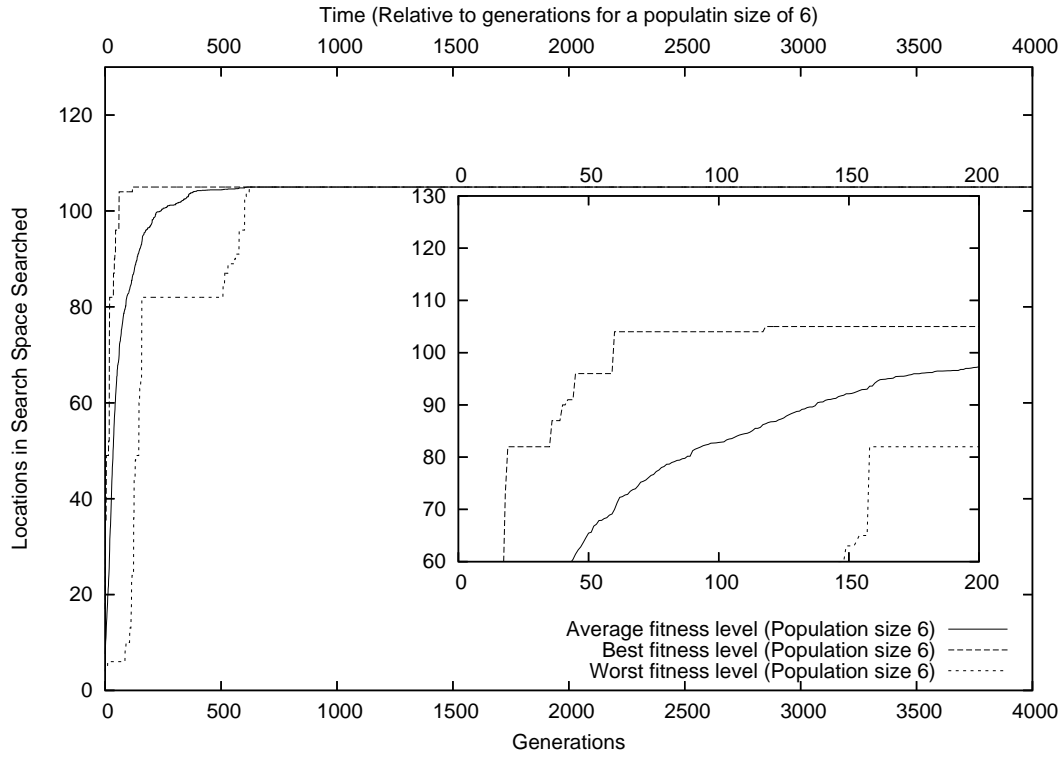 Time (Relative to generations for a populatin size of 6)
0 500 1000 1500 2000 2500 3000 3500 4000
120
100
80
60
40
20
0
Locations in Search Space Searched
0 50 100 150 200
130
120
110
100
90
80
70
60
0 50 100 150 200
Average fitness level (Population size 6)
Best fitness level (Population size 6)
Worst fitness level (Population size 6)
0 500 1000 1500 2000 2500 3000 3500 4000
Generations